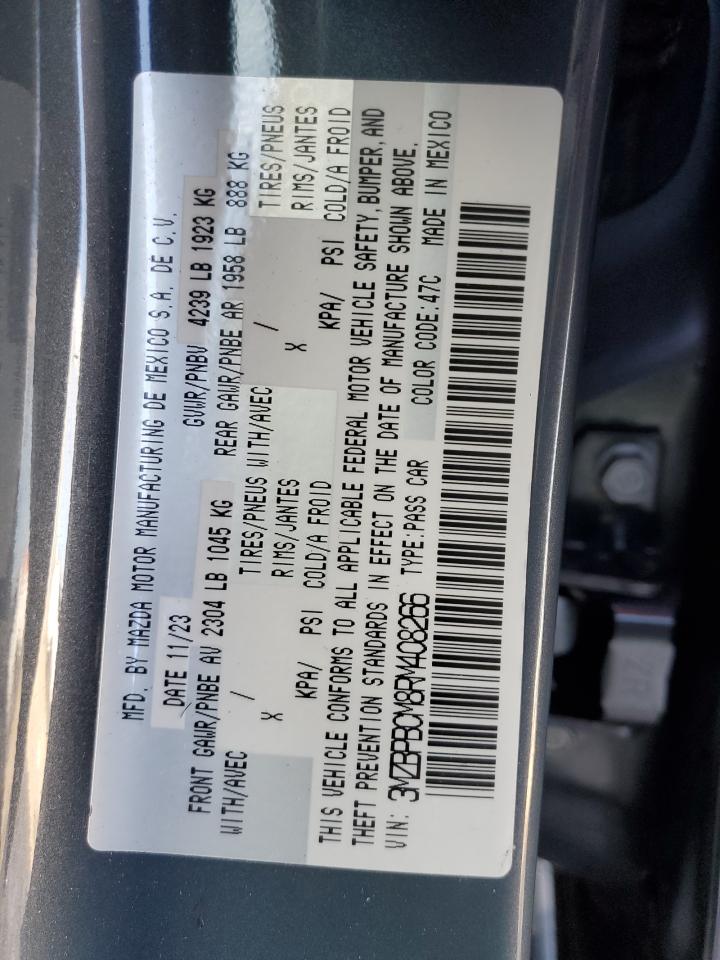 MFD. BY MAZDA MOTOR MANUFACTURING DE MEXICO S.A. DE C.V.
DATE 11/23 GVWR/PNBV 4239 LB 1923 KG
FRONT GAWR/PNBE AV 2304 LB 1045 KG REAR GAWR/PNBE AR 1958 LB 888 KG
WITH/AVEC / TIRES/PNEUS WITH/AVEC / TIRES/PNEUS
X RIMS/JANTES X RIMS/JANTES
KPA/ PSI COLD/A FROID KPA/ PSI COLD/A FROID
THIS VEHICLE CONFORMS TO ALL APPLICABLE FEDERAL MOTOR VEHICLE SAFETY, BUMPER, AND
THEFT PREVENTION STANDARDS IN EFFECT ON THE DATE OF MANUFACTURE SHOWN ABOVE.
VIN: 3MZBPBCM8RM408266 TYPE:PASS CAR COLOR CODE:47C MADE IN MEXICO